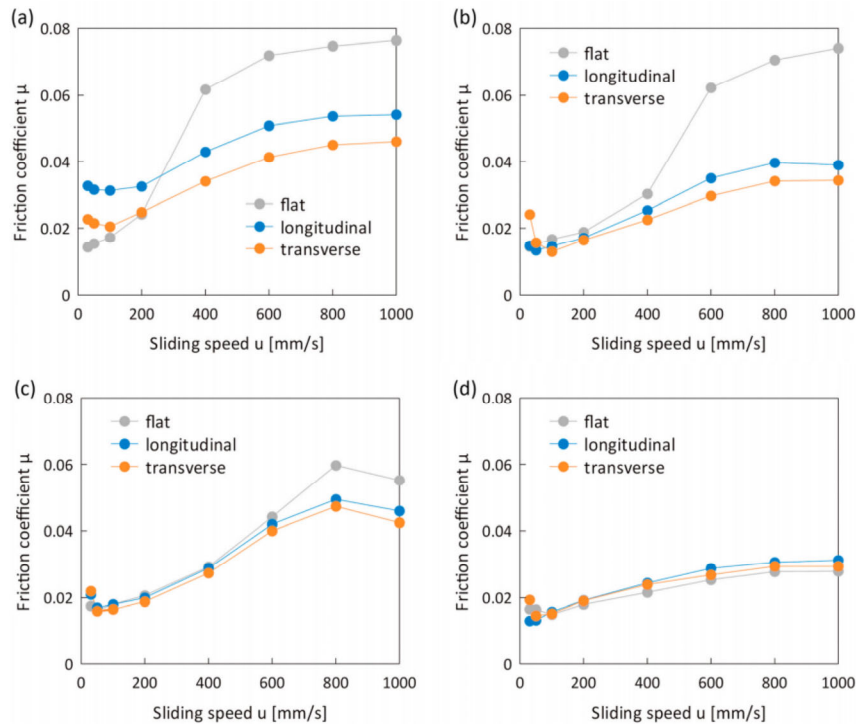 (a)
0.08
0.06
0.04
0.02
0
Friction coefficient μ
flat
longitudinal
transverse
0 200 400 600 800 1000
Sliding speed u [mm/s]
(b)
0.08
0.06
0.04
0.02
0
Friction coefficient μ
flat
longitudinal
transverse
0 200 400 600 800 1000
Sliding speed u [mm/s]
(c)
0.08
0.06
0.04
0.02
0
Friction coefficient μ
flat
longitudinal
transverse
0 200 400 600 800 1000
Sliding speed u [mm/s]
(d)
0.08
0.06
0.04
0.02
0
Friction coefficient μ
flat
longitudinal
transverse
0 200 400 600 800 1000
Sliding speed u [mm/s]